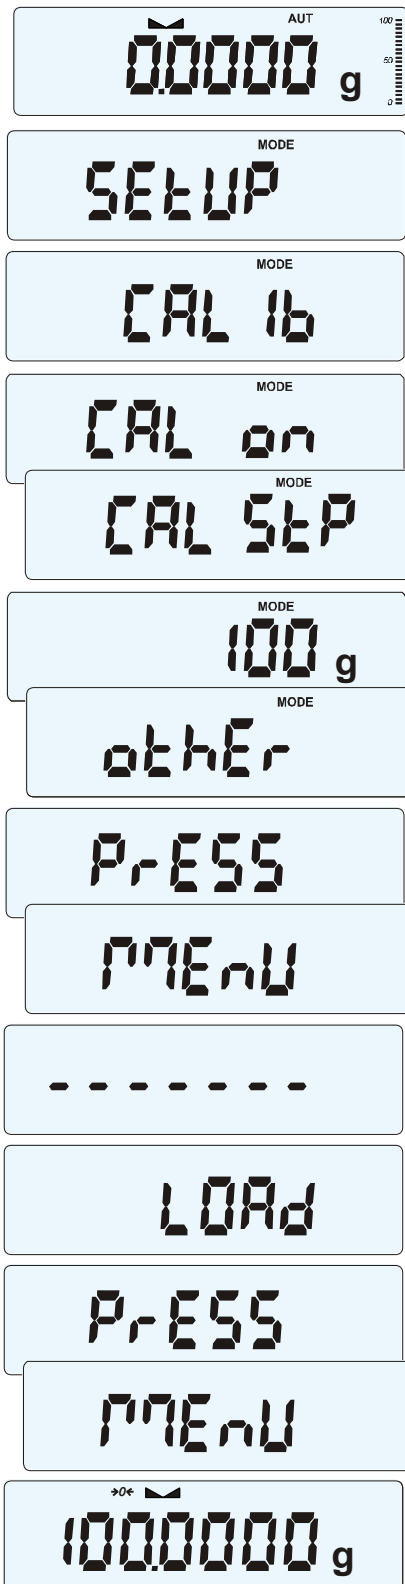 AUT
100
0.0000 g
50
0
MODE
SEtUP
MODE
CAL Ib
MODE
CAL on
MODE
CAL StP
MODE
100 g
MODE
othEr
PrESS
MEnU
- - - - - - -
LOAd
PrESS
MEnU
→0←
100.0000 g